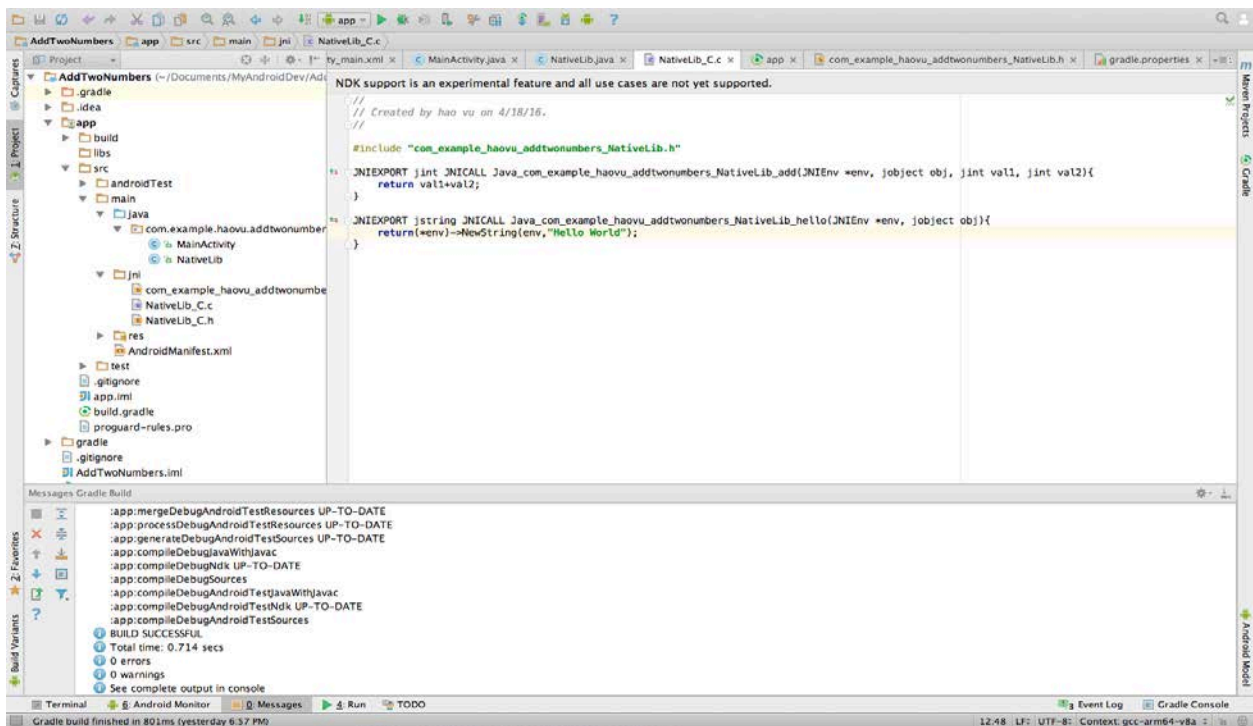 app
AddTwoNumbers app src main jni NativeLib_C.c
Project
ty_main.xml MainActivity.java NativeLib.java NativeLib_C.c app com_example_haovu_addtwonumbers_NativeLib.h gradle.properties
Captures
1: Project
Z: Structure
2: Favorites
Build Variants
AddTwoNumbers (~/Documents/MyAndroidDev/Add
.gradle
.idea
app
build
libs
src
androidTest
main
java
com.example.haovu.addtwonumber
MainActivity
NativeLib
jni
com_example_haovu_addtwonumbe
NativeLib_C.c
NativeLib_C.h
res
AndroidManifest.xml
test
.gitignore
app.iml
build.gradle
proguard-rules.pro
gradle
.gitignore
AddTwoNumbers.iml
NDK support is an experimental feature and all use cases are not yet supported.
//
// Created by hao vu on 4/18/16.
//
#include "com_example_haovu_addtwonumbers_NativeLib.h"
JNIEXPORT jint JNICALL Java_com_example_haovu_addtwonumbers_NativeLib_add(JNIEnv *env, jobject obj, jint val1, jint val2){
return val1+val2;
}
JNIEXPORT jstring JNICALL Java_com_example_haovu_addtwonumbers_NativeLib_hello(JNIEnv *env, jobject obj){
return(*env)->NewString(env,"Hello World");
}
Maven Projects
Gradle
Android Model
Messages Gradle Build
:app:mergeDebugAndroidTestResources UP-TO-DATE
:app:processDebugAndroidTestResources UP-TO-DATE
:app:generateDebugAndroidTestSources UP-TO-DATE
:app:compileDebugJavaWithJavac
:app:compileDebugNdk UP-TO-DATE
:app:compileDebugSources
:app:compileDebugAndroidTestJavaWithJavac
:app:compileDebugAndroidTestNdk UP-TO-DATE
:app:compileDebugAndroidTestSources
BUILD SUCCESSFUL
Total time: 0.714 secs
0 errors
0 warnings
See complete output in console
Terminal 6: Android Monitor 0: Messages 4: Run TODO Event Log Gradle Console
Gradle build finished in 801ms (yesterday 6:57 PM) 12:48 LF: UTF-8: Context: gcc-arm64-v8a